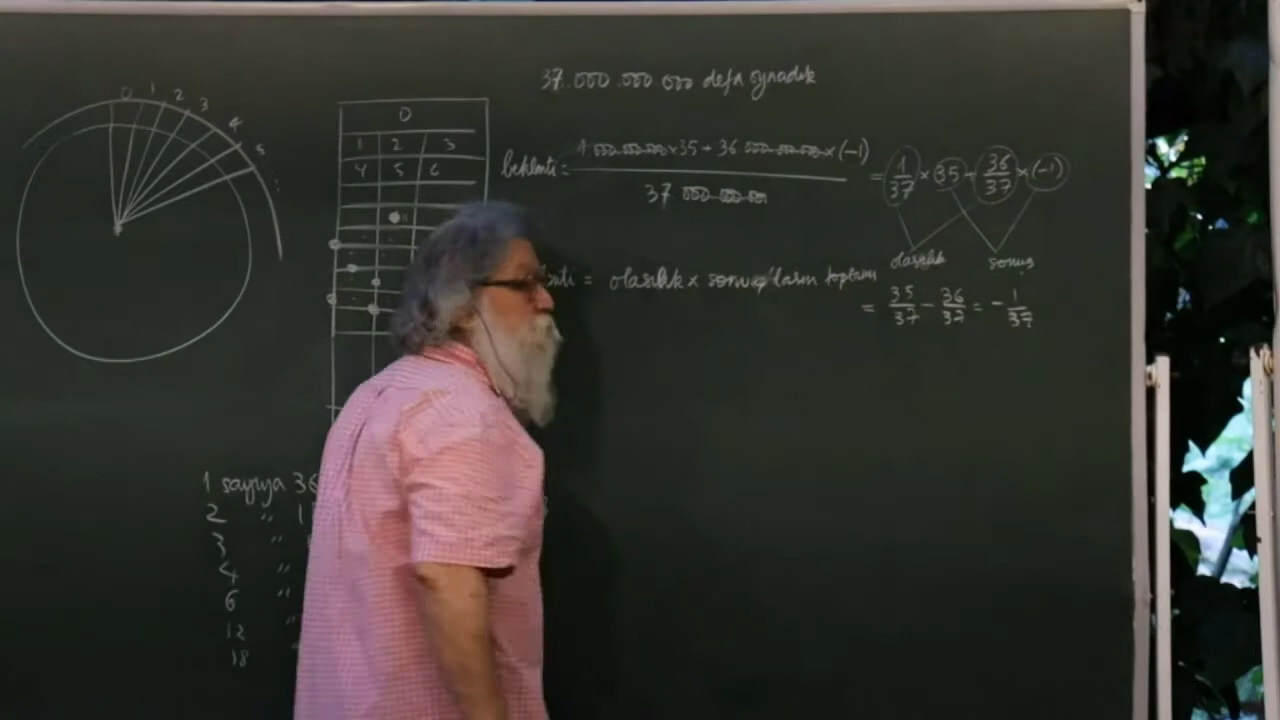 37.000.000.000 defa oynadık
0 1 2 3 4 5
0
1 2 3
4 5 6
beklenti = 1 000.000.000×35 + 36 000.000.000×(-1)
37 000 000 000
= 1/37 × 35 + 36/37 × (-1)
olasılık sonuç
= olasılık × sonuç'ların toplamı
= 35/37 - 36/37 = - 1/37
1 sayıya 36
2 " 1
3 "
4 "
6 "
12 "
18